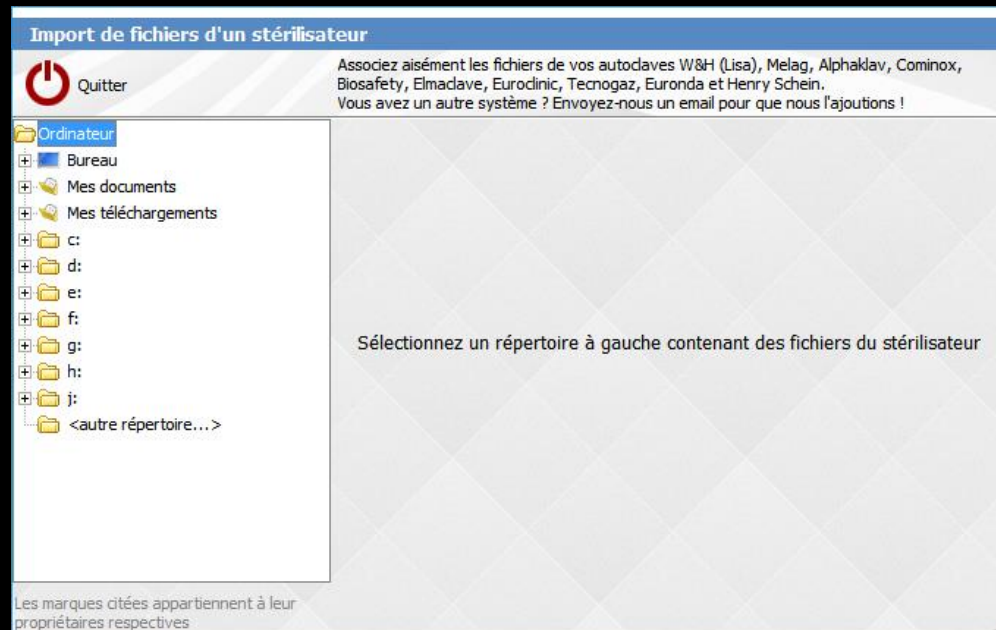 Import de fichiers d'un stérilisateur
Quitter
Associez aisément les fichiers de vos autoclaves W&H (Lisa), Melag, Alphaklav, Cominox,
Biosafety, Elmaclave, Euroclinic, Tecnogaz, Euronda et Henry Schein.
Vous avez un autre système ? Envoyez-nous un email pour que nous l'ajoutions !
Ordinateur
Bureau
Mes documents
Mes téléchargements
c:
d:
e:
f:
g:
h:
j:
<autre répertoire...>
Sélectionnez un répertoire à gauche contenant des fichiers du stérilisateur
Les marques citées appartiennent à leur
propriétaires respectives